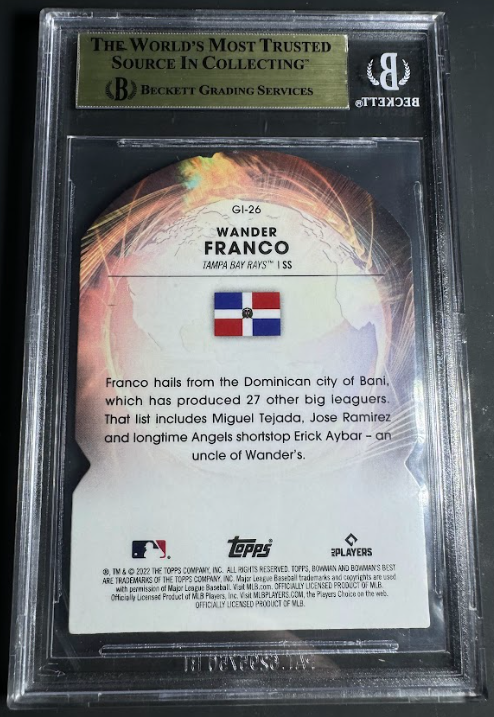 THE WORLD'S MOST TRUSTED
SOURCE IN COLLECTING™
B BECKETT GRADING SERVICES
B
BECKETT®
GI-26
WANDER
FRANCO
TAMPA BAY RAYS™ | SS
Franco hails from the Dominican city of Bani,
which has produced 27 other big leaguers.
That list includes Miguel Tejada, Jose Ramirez
and longtime Angels shortstop Erick Aybar – an
uncle of Wander's.
Topps®
PLAYERS
®, TM & © 2022 THE TOPPS COMPANY, INC. ALL RIGHTS RESERVED. TOPPS, BOWMAN AND BOWMAN'S BEST
ARE TRADEMARKS OF THE TOPPS COMPANY, INC. Major League Baseball trademarks and copyrights are used
with permission of Major League Baseball. Visit MLB.com. OFFICIALLY LICENSED PRODUCT OF MLB.
Officially Licensed Product of MLB Players, Inc. Visit MLBPLAYERS.COM, the Players Choice on the web.
OFFICIALLY LICENSED PRODUCT OF MLB.